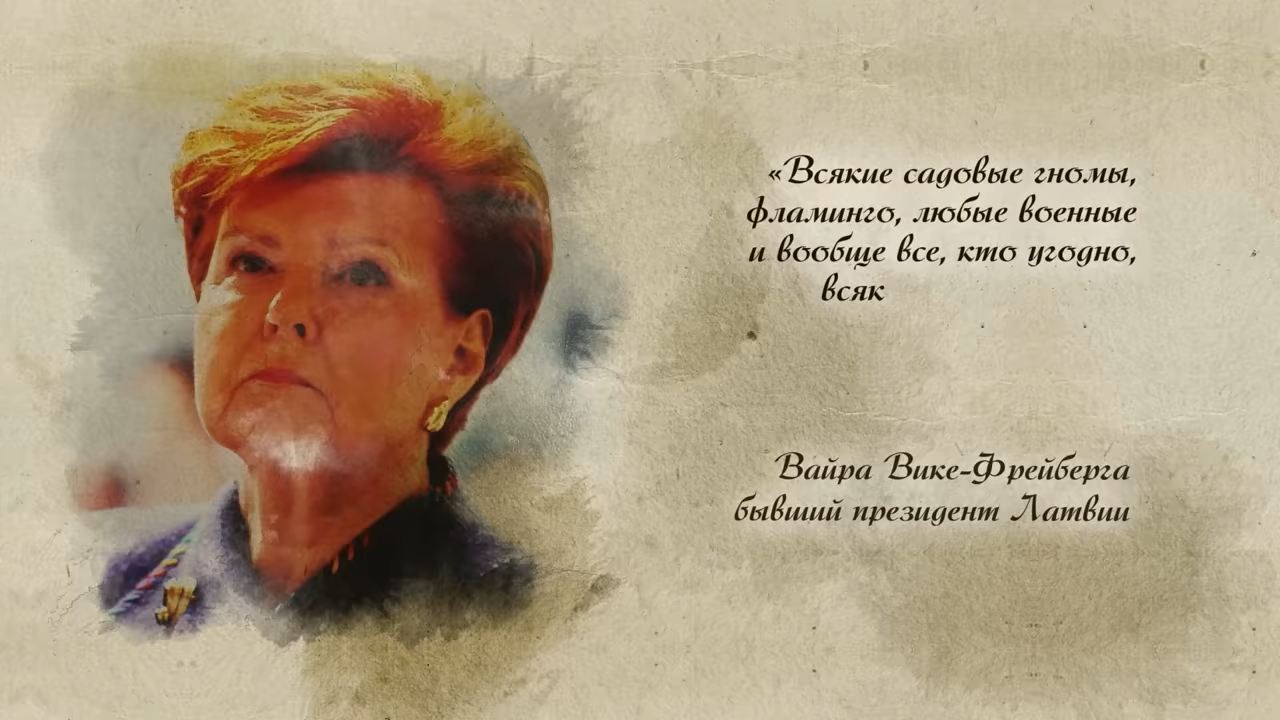 «Всякие садовые гномы,
фламинго, любые военные
и вообще все, кто угодно,
всяк
Вайра Вике-Фрейберга
бывший президент Латвии